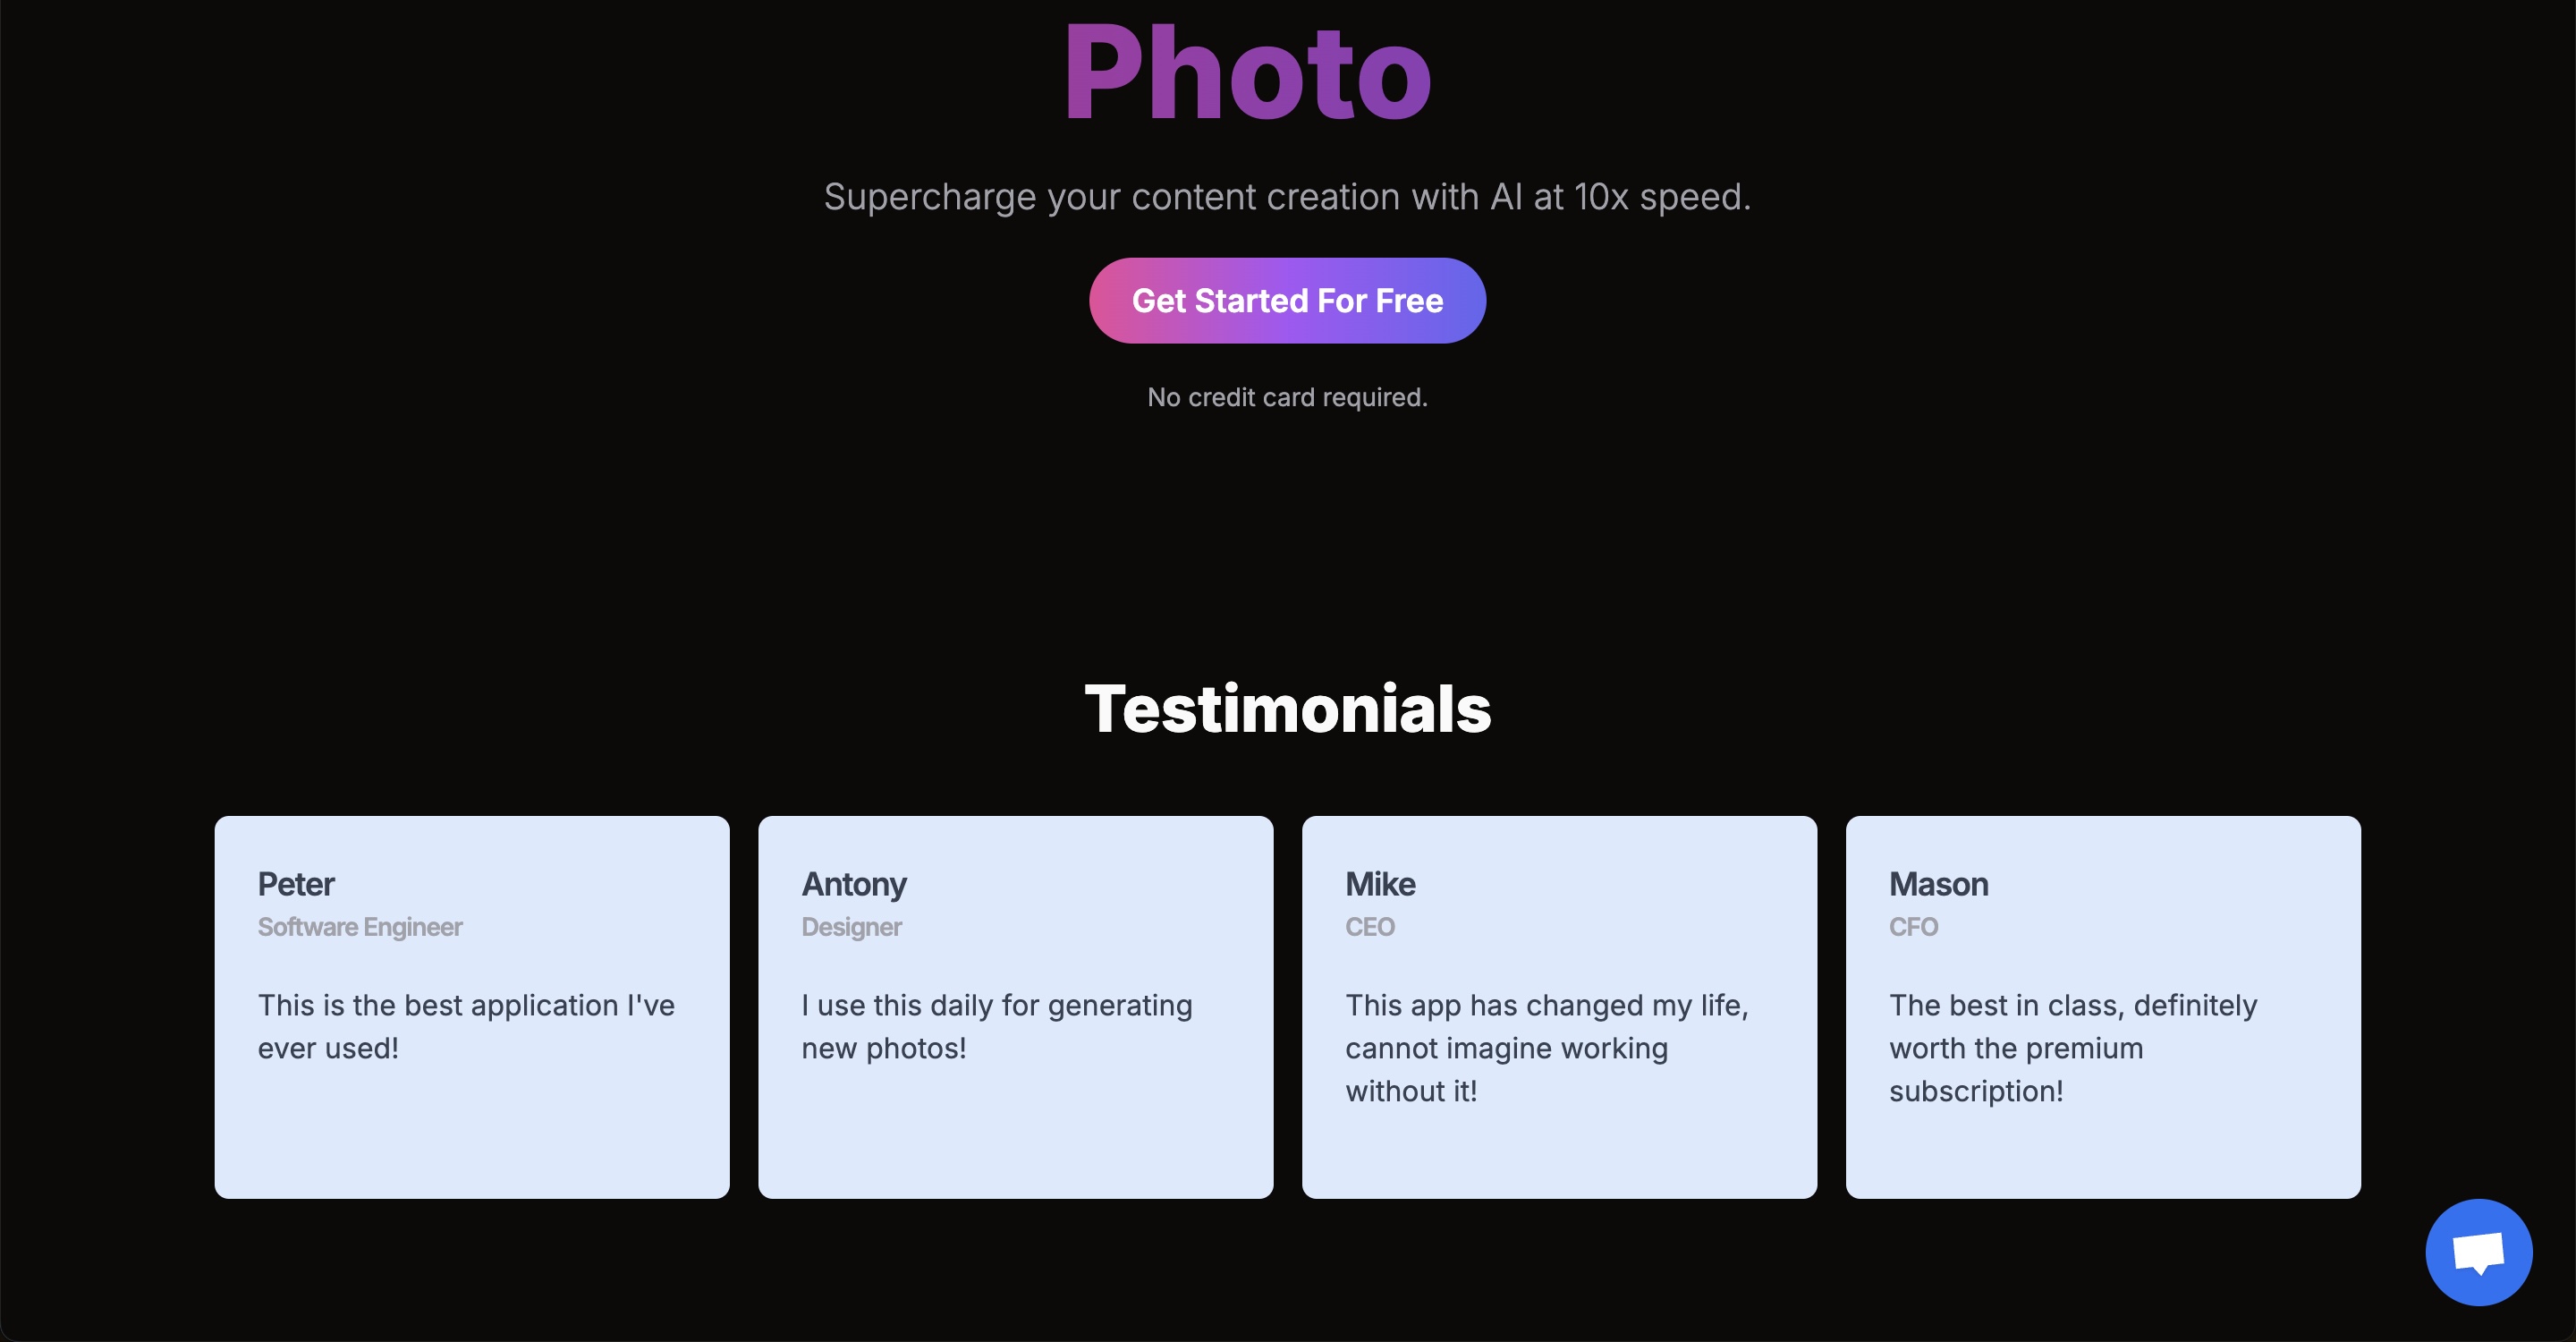 Photo
Supercharge your content creation with AI at 10x speed.
Get Started For Free
No credit card required.
Testimonials
Peter
Software Engineer
This is the best application I've
ever used!
Antony
Designer
I use this daily for generating
new photos!
Mike
CEO
This app has changed my life,
cannot imagine working
without it!
Mason
CFO
The best in class, definitely
worth the premium
subscription!